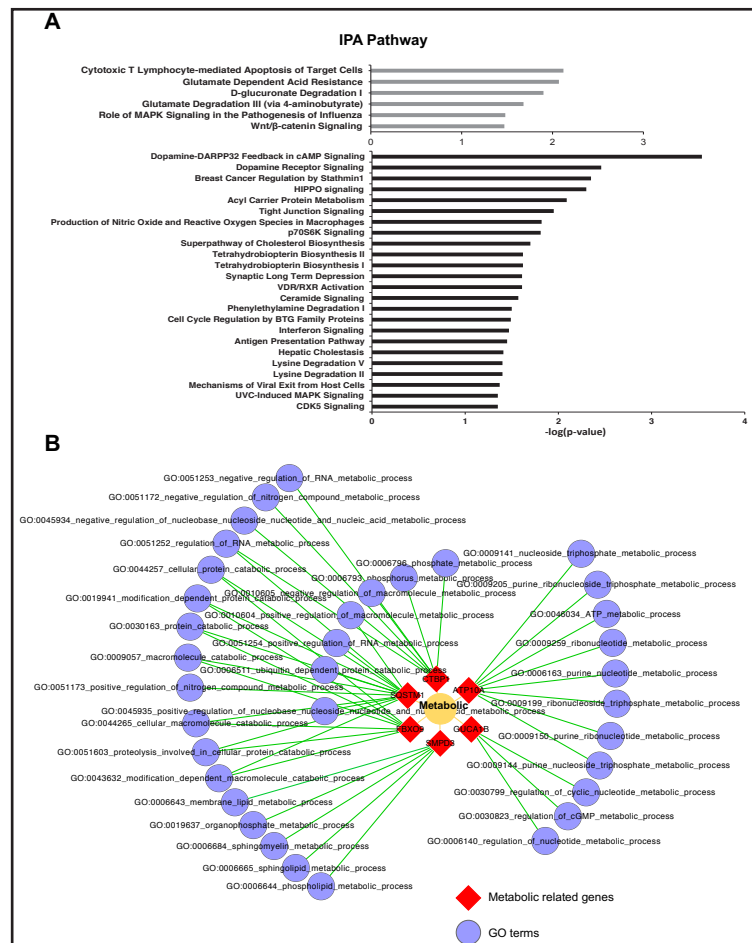 A
IPA Pathway
Cytotoxic T Lymphocyte-mediated Apoptosis of Target Cells
Glutamate Dependent Acid Resistance
D-glucuronate Degradation I
Glutamate Degradation III (via 4-aminobutyrate)
Role of MAPK Signaling in the Pathogenesis of Influenza
Wnt/β-catenin Signaling
0 1 2 3
Dopamine-DARPP32 Feedback in cAMP Signaling
Dopamine Receptor Signaling
Breast Cancer Regulation by Stathmin1
HIPPO signaling
Acyl Carrier Protein Metabolism
Tight Junction Signaling
Production of Nitric Oxide and Reactive Oxygen Species in Macrophages
p70S6K Signaling
Superpathway of Cholesterol Biosynthesis
Tetrahydrobiopterin Biosynthesis II
Tetrahydrobiopterin Biosynthesis I
Synaptic Long Term Depression
VDR/RXR Activation
Ceramide Signaling
Phenylethylamine Degradation I
Cell Cycle Regulation by BTG Family Proteins
Interferon Signaling
Antigen Presentation Pathway
Hepatic Cholestasis
Lysine Degradation V
Lysine Degradation II
Mechanisms of Viral Exit from Host Cells
UVC-Induced MAPK Signaling
CDK5 Signaling
0 1 2 3 4
-log(p-value)
B
GO:0051253_negative_regulation_of_RNA_metabolic_process
GO:0051172_negative_regulation_of_nitrogen_compound_metabolic_process
GO:0045934_negative_regulation_of_nucleobase_nucleoside_nucleotide_and_nucleic_acid_metabolic_process
GO:0051252_regulation_of_RNA_metabolic_process
GO:0009141_nucleoside_triphosphate_metabolic_process
GO:0044257_cellular_protein_catabolic_process
GO:0006796_phosphate_metabolic_process
GO:0006793_phosphorus_metabolic_process
GO:0009205_purine_ribonucleoside_triphosphate_metabolic_process
GO:0019941_modification_dependent_protein_catabolic_process
GO:0010605_negative_regulation_of_macromolecule_metabolic_process
GO:0010604_positive_regulation_of_macromolecule_metabolic_process
GO:0046034_ATP_metabolic_process
GO:0030163_protein_catabolic_process
GO:0051254_positive_regulation_of_RNA_metabolic_process
GO:0009259_ribonucleotide_metabolic_process
GO:0009057_macromolecule_catabolic_process
GO:0006511_ubiquitin_dependent_protein_catabolic_process
GO:0006163_purine_nucleotide_metabolic_process
GO:0051173_positive_regulation_of_nitrogen_compound_metabolic_process
CTBP1
SQSTM1
ATP10A
GO:0009199_ribonucleoside_triphosphate_metabolic_process
Metabolic
GO:0045935_positive_regulation_of_nucleobase_nucleoside_nucleotide_and_nucleic_acid_metabolic_process
GO:0044265_cellular_macromolecule_catabolic_process
FBXO9
GUCA1B
GO:0009150_purine_ribonucleotide_metabolic_process
SMPD3
GO:0051603_proteolysis_involved_in_cellular_protein_catabolic_process
GO:0009144_purine_nucleoside_triphosphate_metabolic_process
GO:0043632_modification_dependent_macromolecule_catabolic_process
GO:0030799_regulation_of_cyclic_nucleotide_metabolic_process
GO:0006643_membrane_lipid_metabolic_process
GO:0030823_regulation_of_cGMP_metabolic_process
GO:0019637_organophosphate_metabolic_process
GO:0006140_regulation_of_nucleotide_metabolic_process
GO:0006684_sphingomyelin_metabolic_process
GO:0006665_sphingolipid_metabolic_process
GO:0006644_phospholipid_metabolic_process
Metabolic related genes
GO terms